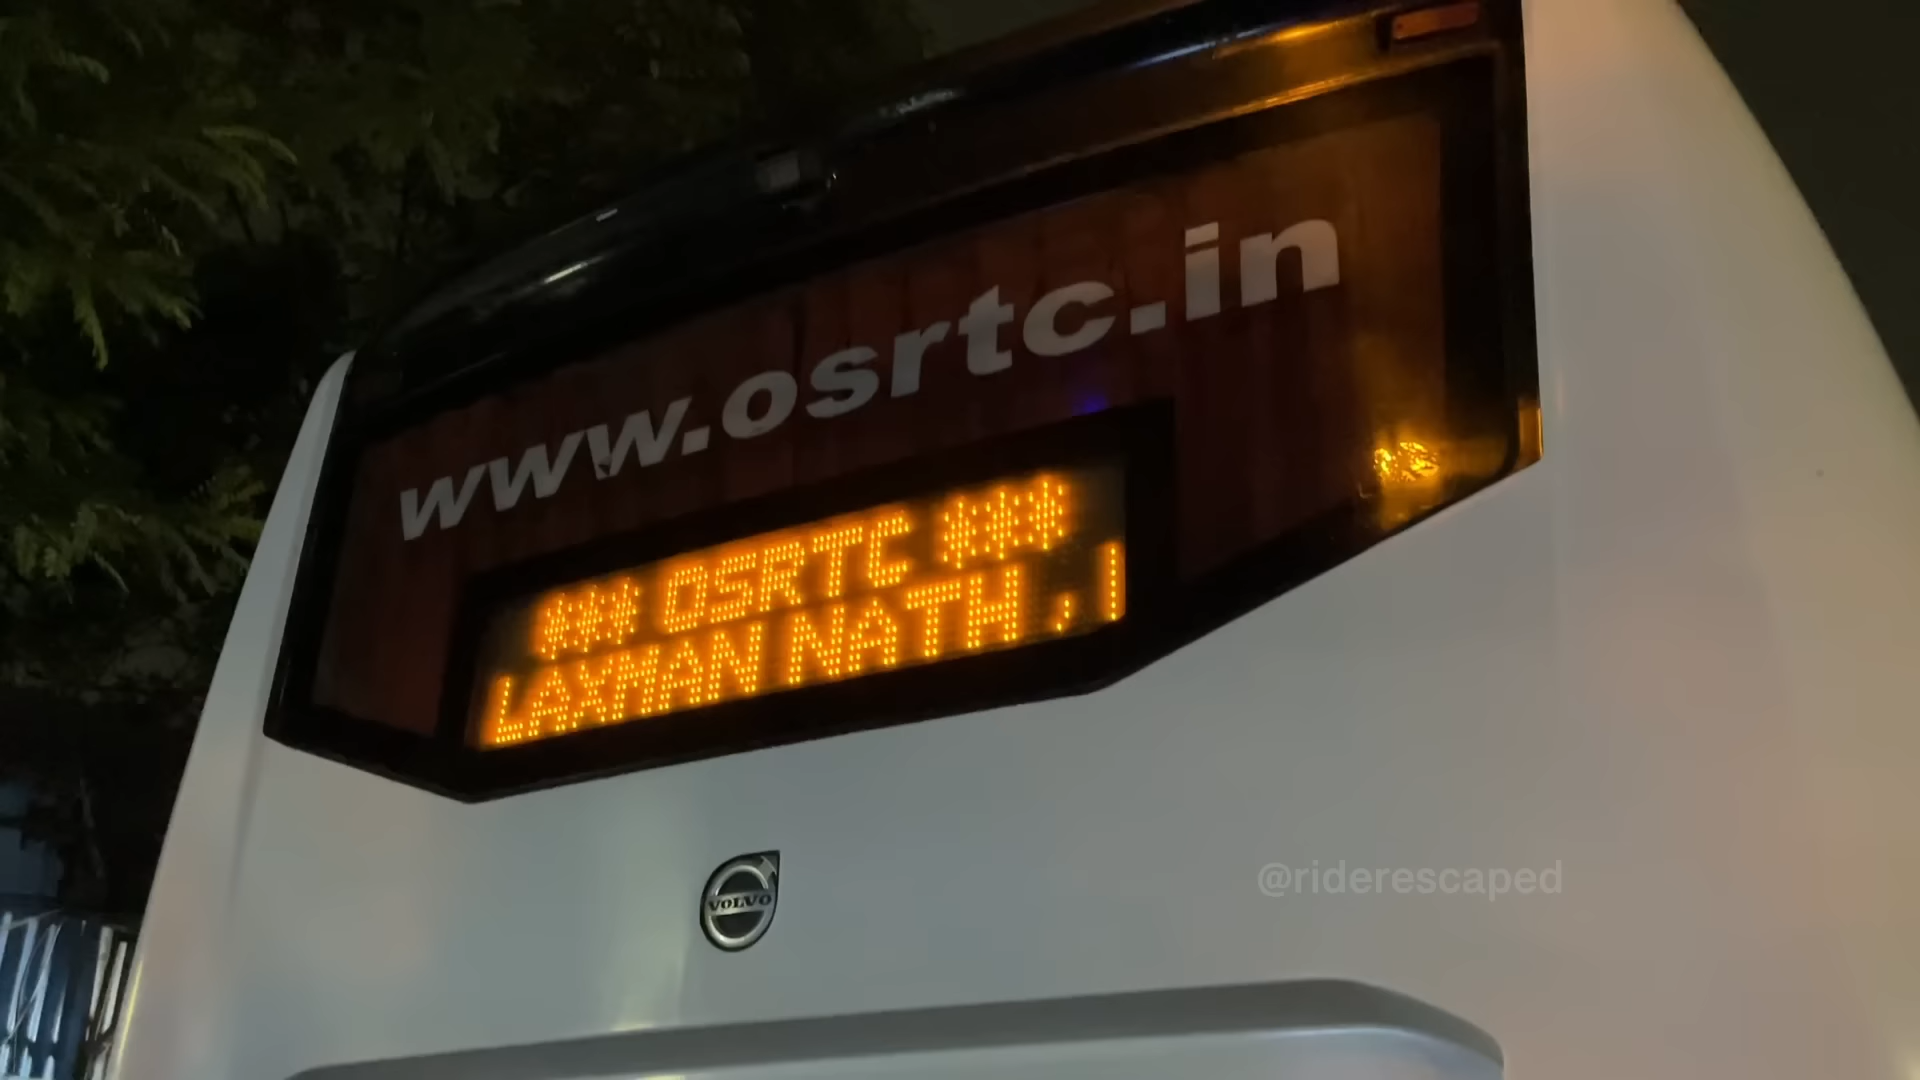 www.osrtc.in
*** OSRTC ***
LAXMAN NATH ,
VOLVO
@riderescaped